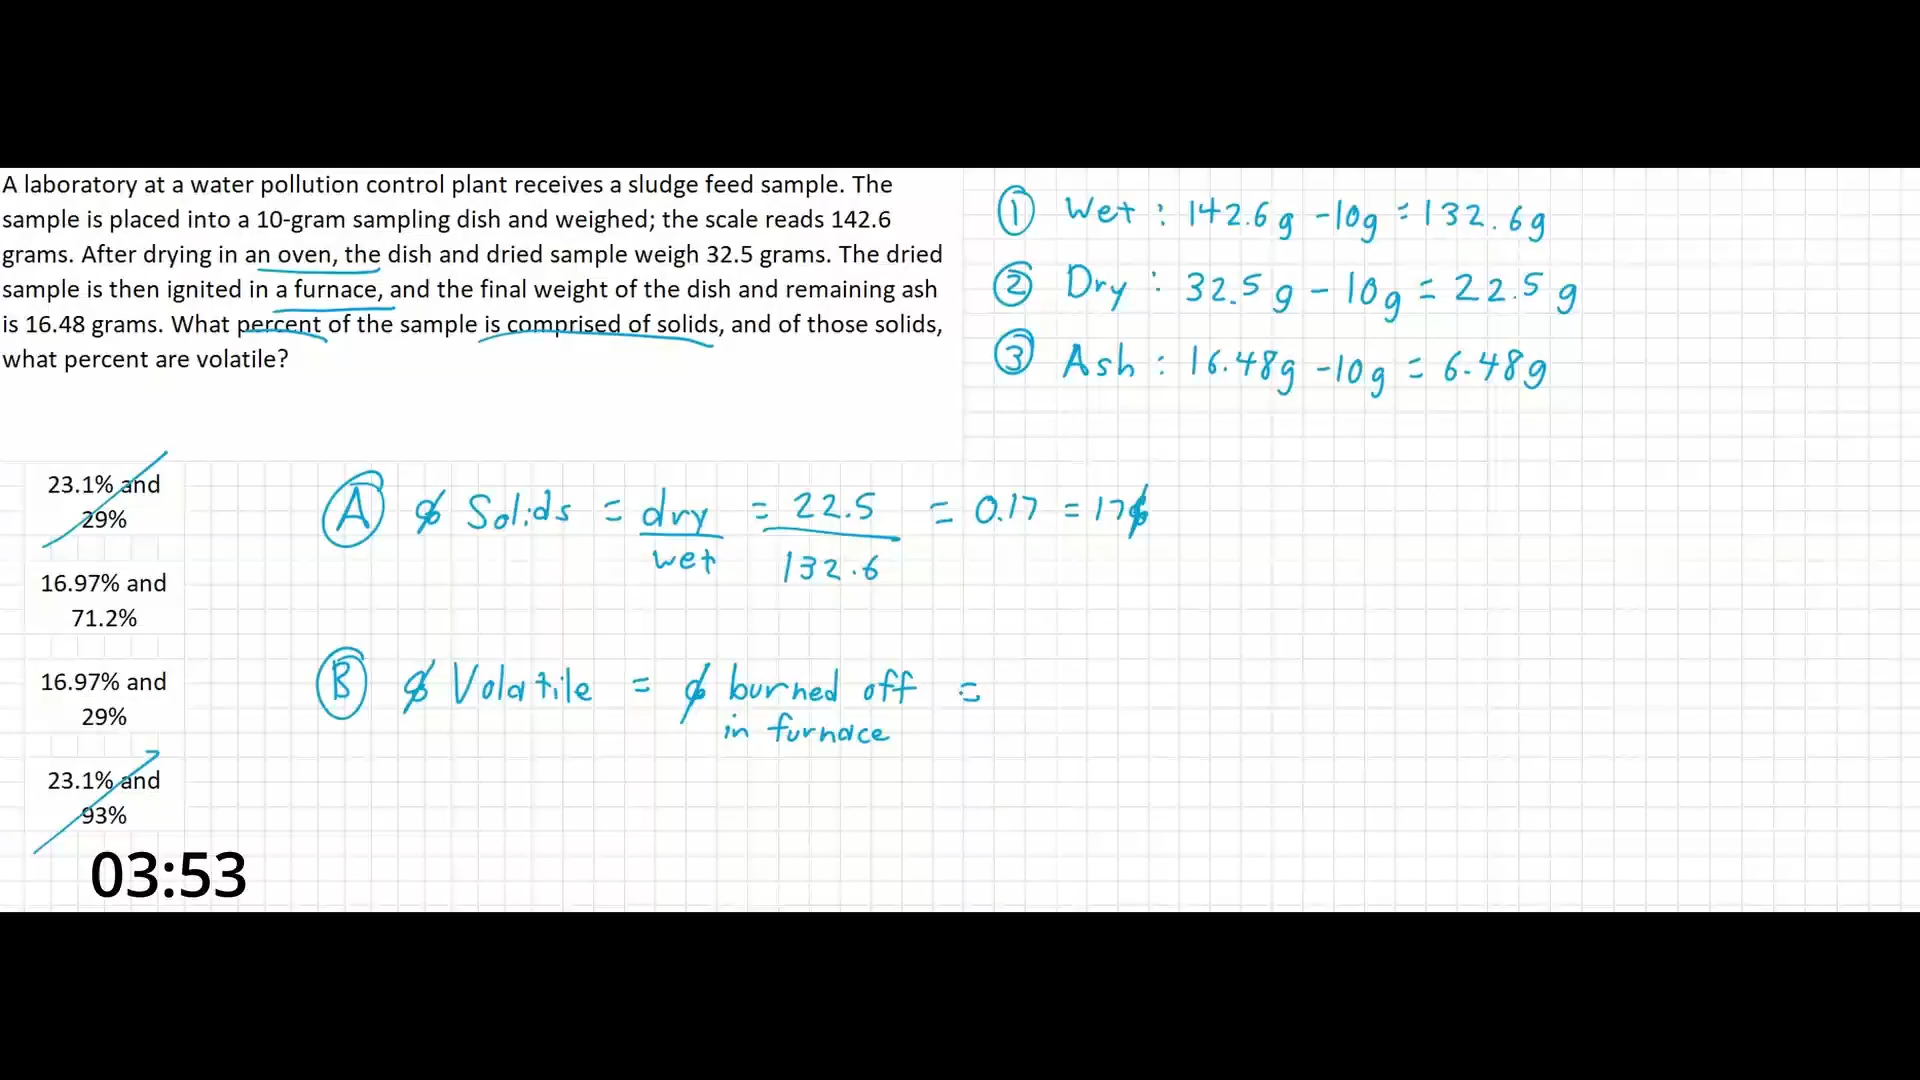 A laboratory at a water pollution control plant receives a sludge feed sample. The
sample is placed into a 10-gram sampling dish and weighed; the scale reads 142.6
grams. After drying in an oven, the dish and dried sample weigh 32.5 grams. The dried
sample is then ignited in a furnace, and the final weight of the dish and remaining ash
is 16.48 grams. What percent of the sample is comprised of solids, and of those solids,
what percent are volatile?
① Wet : 142.6g - 10g = 132.6g
② Dry : 32.5g - 10g = 22.5g
③ Ash : 16.48g - 10g = 6.48g
23.1% and
29%
16.97% and
71.2%
16.97% and
29%
23.1% and
93%
Ⓐ % Solids = dry = 22.5 = 0.17 = 17%
wet 132.6
Ⓑ % Volatile = % burned off =
in furnace
03:53